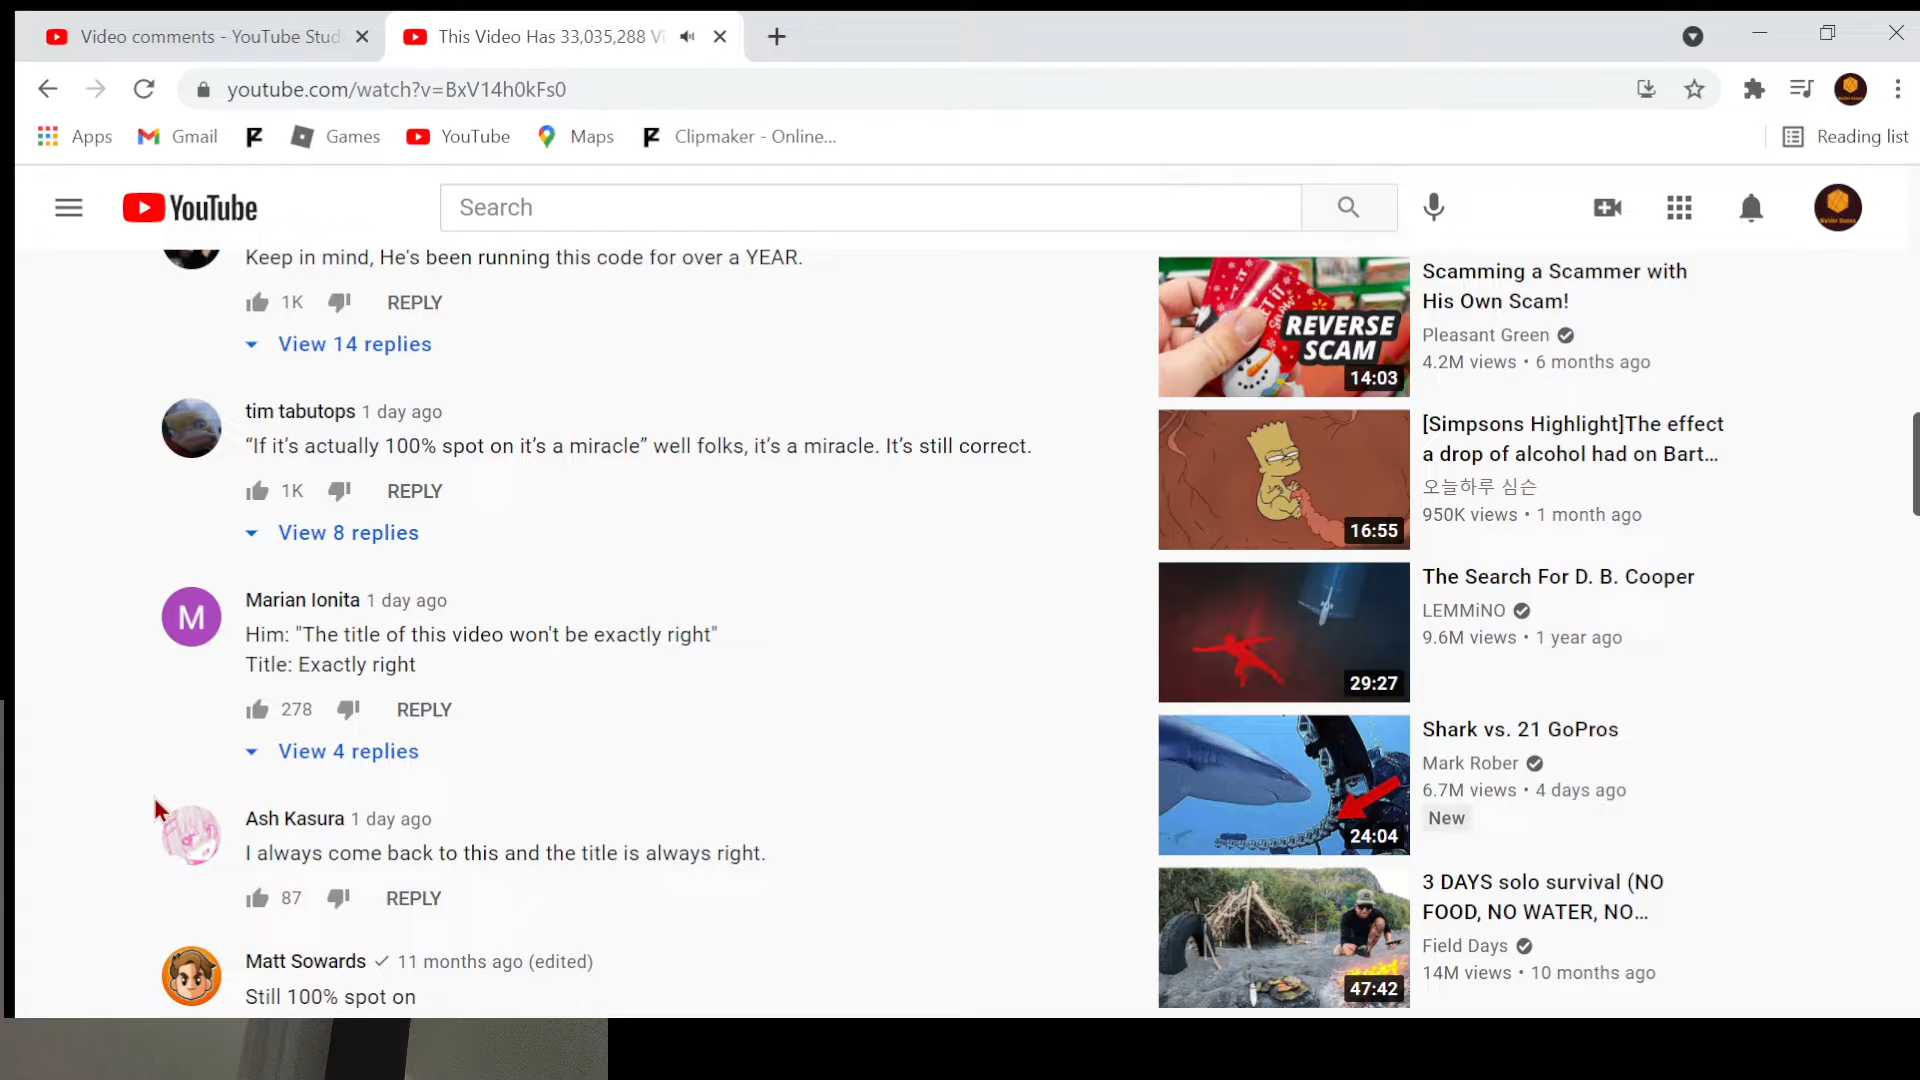 Video comments - YouTube Stud
This Video Has 33,035,288 Vi
youtube.com/watch?v=BxV14h0kFs0
Apps
Gmail
Games
YouTube
Maps
Clipmaker - Online...
Reading list
YouTube
Search
Keep in mind, He's been running this code for over a YEAR.
1K
REPLY
View 14 replies
tim tabutops 1 day ago
“If it’s actually 100% spot on it’s a miracle” well folks, it’s a miracle. It’s still correct.
1K
REPLY
View 8 replies
M
Marian Ionita 1 day ago
Him: "The title of this video won't be exactly right"
Title: Exactly right
278
REPLY
View 4 replies
Ash Kasura 1 day ago
I always come back to this and the title is always right.
87
REPLY
Matt Sowards 11 months ago (edited)
Still 100% spot on
REVERSE
SCAM
14:03
Scamming a Scammer with
His Own Scam!
Pleasant Green
4.2M views • 6 months ago
16:55
[Simpsons Highlight]The effect
a drop of alcohol had on Bart...
오늘하루 심슨
950K views • 1 month ago
29:27
The Search For D. B. Cooper
LEMMiNO
9.6M views • 1 year ago
24:04
Shark vs. 21 GoPros
Mark Rober
6.7M views • 4 days ago
New
47:42
3 DAYS solo survival (NO
FOOD, NO WATER, NO...
Field Days
14M views • 10 months ago